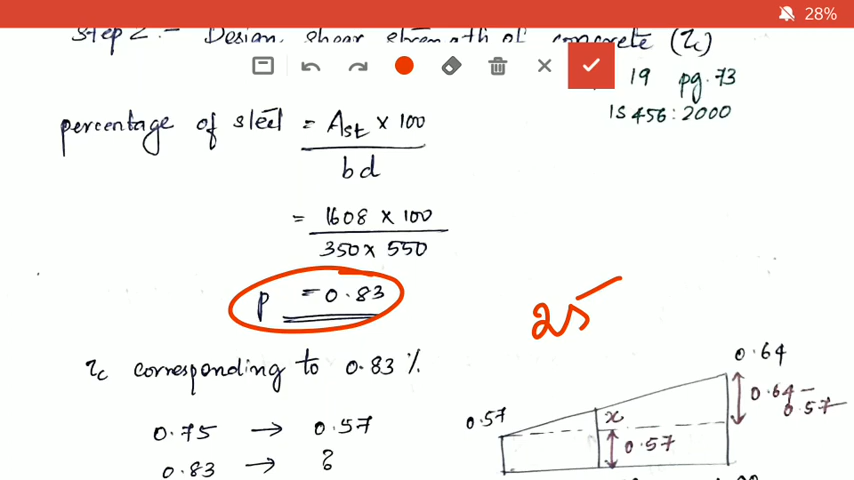 28%
Step 2 :- Design shear strength of concrete (τc)
19 pg.73
IS 456:2000
percentage of steel = Ast × 100
bd
= 1608 × 100
350 × 550
p = 0.83
25
τc corresponding to 0.83 %.
0.75 → 0.57
0.83 → ?
0.64
0.64 –
0.57
0.57
x
0.57